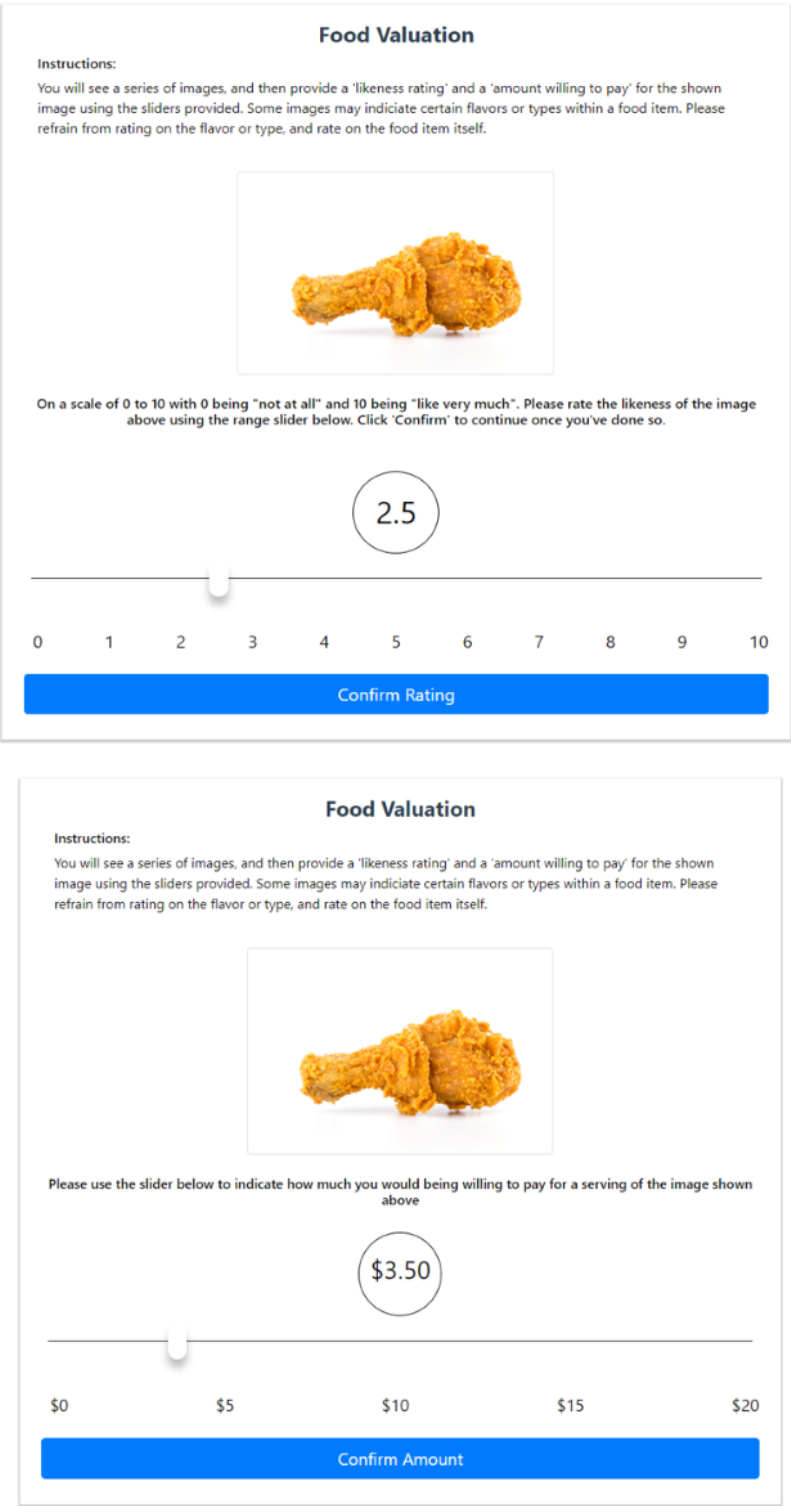 Food Valuation
Instructions:
You will see a series of images, and then provide a 'likeness rating' and a 'amount willing to pay' for the shown
image using the sliders provided. Some images may indiciate certain flavors or types within a food item. Please
refrain from rating on the flavor or type, and rate on the food item itself.
On a scale of 0 to 10 with 0 being "not at all" and 10 being "like very much". Please rate the likeness of the image
above using the range slider below. Click 'Confirm' to continue once you've done so.
2.5
0 1 2 3 4 5 6 7 8 9 10
Confirm Rating
Food Valuation
Instructions:
You will see a series of images, and then provide a 'likeness rating' and a 'amount willing to pay' for the shown
image using the sliders provided. Some images may indiciate certain flavors or types within a food item. Please
refrain from rating on the flavor or type, and rate on the food item itself.
Please use the slider below to indicate how much you would being willing to pay for a serving of the image shown
above
$3.50
$0 $5 $10 $15 $20
Confirm Amount